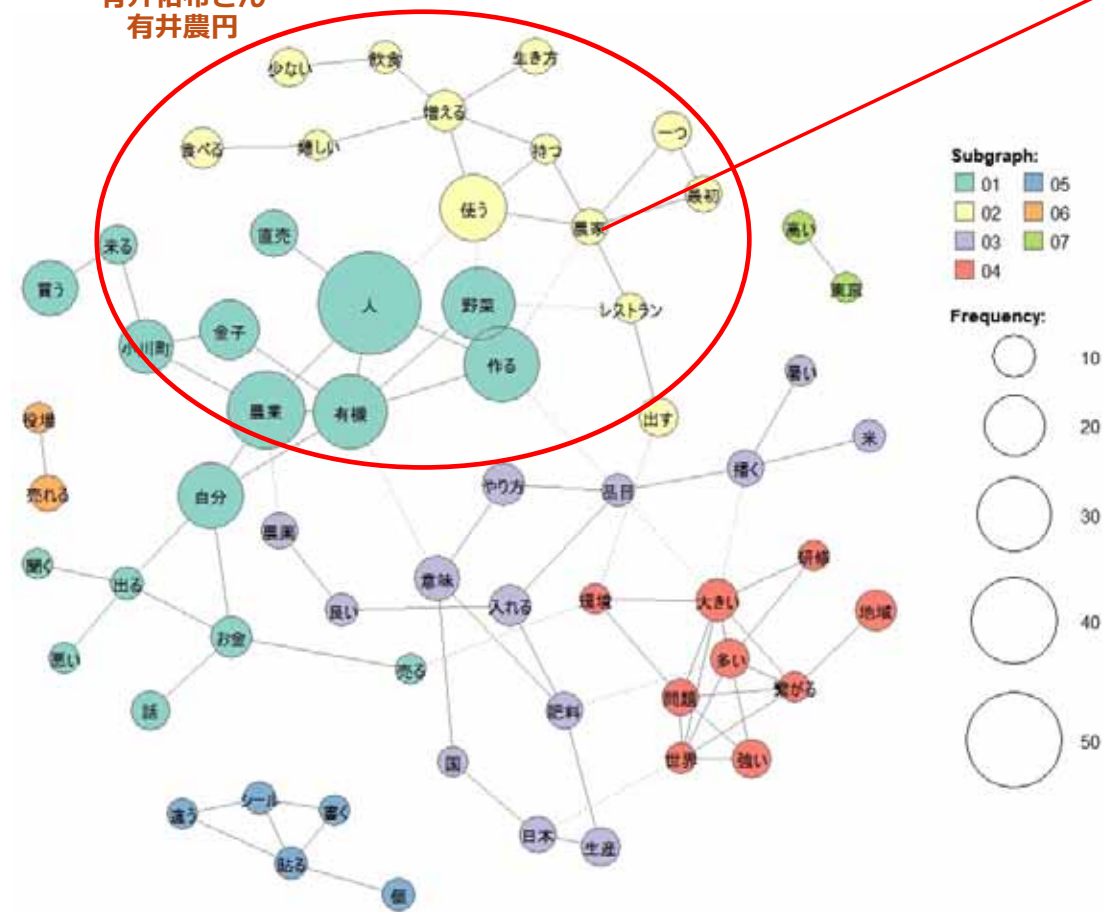 有井農円
少ない
飲食
生き方
増える
食べる
嬉しい
持つ
一つ
最初
使う
農家
直売
来る
買う
人
野菜
レストラン
金子
小川町
作る
農業
有機
出す
高い
東京
暑い
米
播く
やり方
品目
役場
売れる
自分
農薬
聞く
出る
意味
入れる
良い
環境
大きい
研修
地域
悪い
お金
売る
多い
問題
繋がる
話
肥料
世界
強い
国
日本
生産
違う
シール
書く
貼る
個
Subgraph:
01 05
02 06
03 07
04
Frequency:
10
20
30
40
50